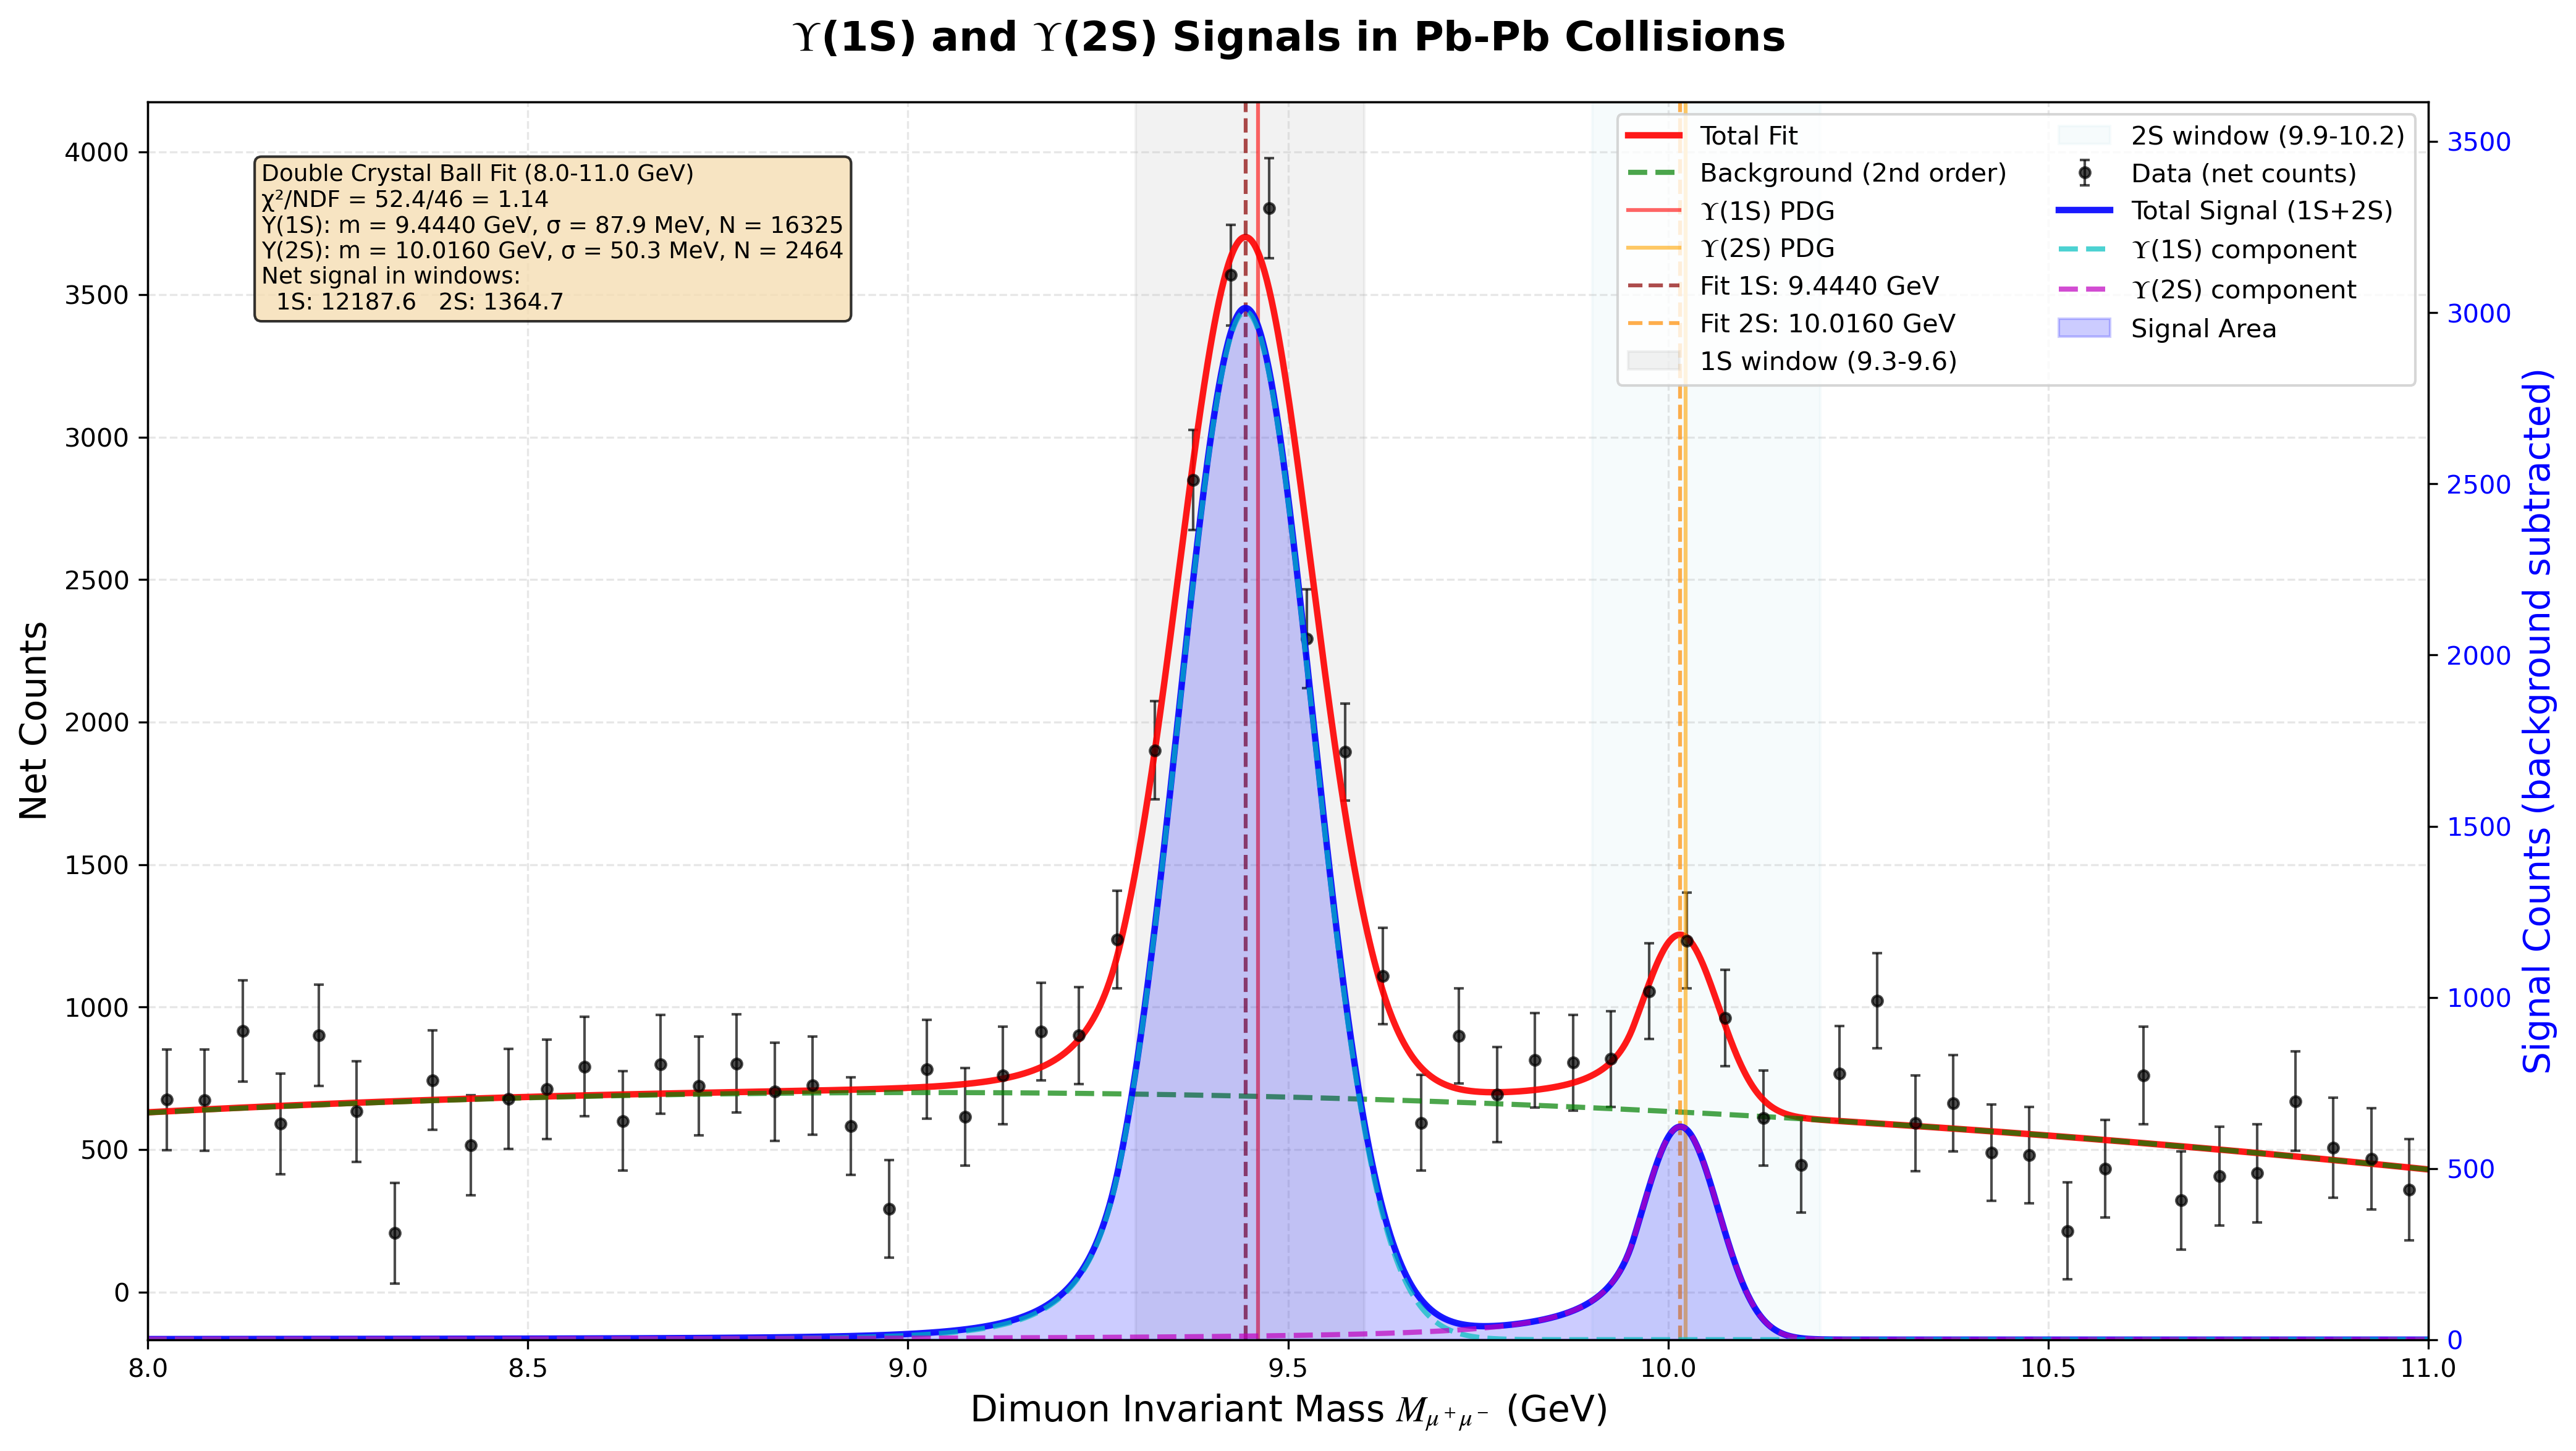 ϒ(1S) and ϒ(2S) Signals in Pb-Pb Collisions
Double Crystal Ball Fit (8.0-11.0 GeV)
χ²/NDF = 52.4/46 = 1.14
ϒ(1S): m = 9.4440 GeV, σ = 87.9 MeV, N = 16325
ϒ(2S): m = 10.0160 GeV, σ = 50.3 MeV, N = 2464
Net signal in windows:
1S: 12187.6   2S: 1364.7
Total Fit
Background (2nd order)
ϒ(1S) PDG
ϒ(2S) PDG
Fit 1S: 9.4440 GeV
Fit 2S: 10.0160 GeV
1S window (9.3-9.6)
2S window (9.9-10.2)
Data (net counts)
Total Signal (1S+2S)
ϒ(1S) component
ϒ(2S) component
Signal Area
Net Counts
4000
3500
3000
2500
2000
1500
1000
500
0
Signal Counts (background subtracted)
3500
3000
2500
2000
1500
1000
500
0
8.0
8.5
9.0
9.5
10.0
10.5
11.0
Dimuon Invariant Mass Mμ⁺μ⁻ (GeV)